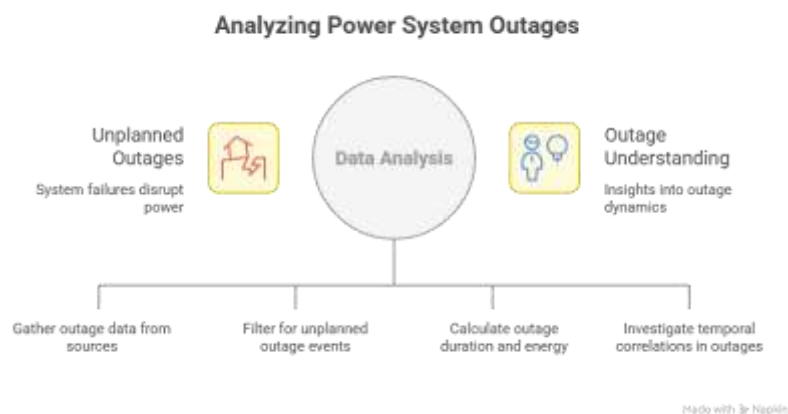 Analyzing Power System Outages
Unplanned
Outages
System failures disrupt
power
Data Analysis
Outage
Understanding
Insights into outage
dynamics
Gather outage data from
sources
Filter for unplanned
outage events
Calculate outage
duration and energy
Investigate temporal
correlations in outages
Made with Napkin